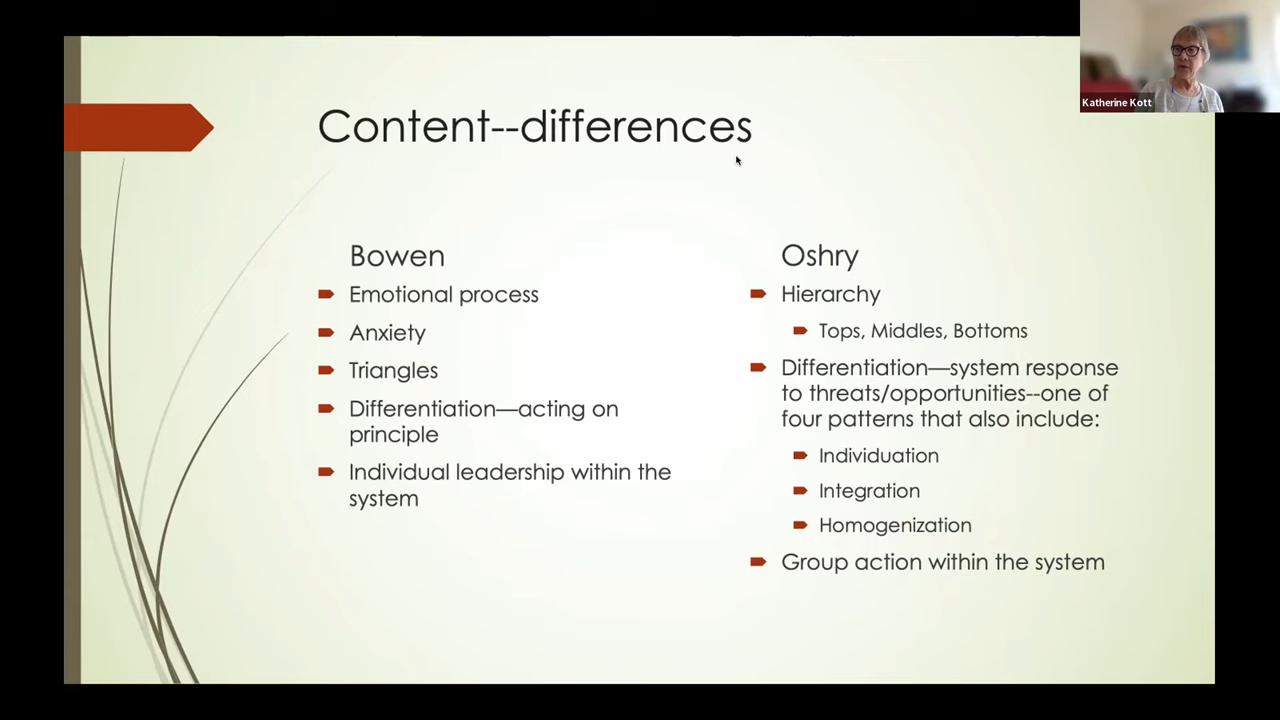 Content--differences
Bowen
Emotional process
Anxiety
Triangles
Differentiation—acting on
principle
Individual leadership within the
system
Oshry
Hierarchy
Tops, Middles, Bottoms
Differentiation—system response
to threats/opportunities--one of
four patterns that also include:
Individuation
Integration
Homogenization
Group action within the system
Katherine Kott